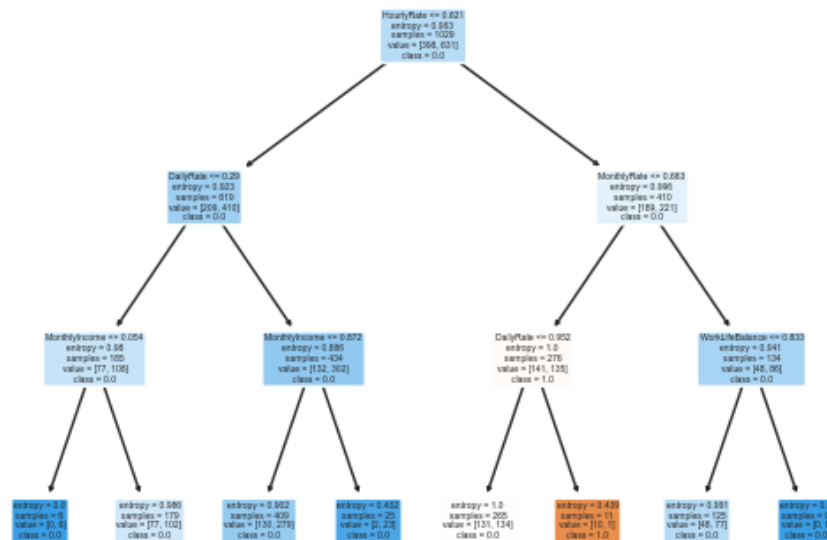 HourlyRate <= 0.621
entropy = 0.963
samples = 1029
value = [398, 631]
class = 0.0
DailyRate <= 0.29
entropy = 0.923
samples = 619
value = [209, 410]
class = 0.0
MonthlyRate <= 0.663
entropy = 0.996
samples = 410
value = [189, 221]
class = 0.0
MonthlyIncome <= 0.054
entropy = 0.98
samples = 185
value = [77, 108]
class = 0.0
MonthlyIncome <=
entropy = 0.886
samples = 434
value = [132, 302]
class = 0.0
DailyRate <= 0.952
entropy = 1.0
samples = 276
value = [141, 135]
class = 1.0
WorkLifeBalance <= 0.833
entropy = 0.941
samples = 134
value = [48, 86]
class = 0.0
entropy = 0.0
samples = 6
value = [0, 6]
class = 0.0
entropy = 0.986
samples = 179
value = [77, 102]
class = 0.0
entropy = 0.902
samples = 409
value = [130, 279]
class = 0.0
entropy = 0.402
samples = 25
value = [2, 23]
class = 0.0
entropy = 1.0
samples = 265
value = [131, 134]
class = 0.0
entropy = 0.439
samples = 11
value = [10, 1]
class = 1.0
entropy = 0.961
samples = 125
value = [48, 77]
class = 0.0
entropy =
samples =
value = [0,
class = 0.0